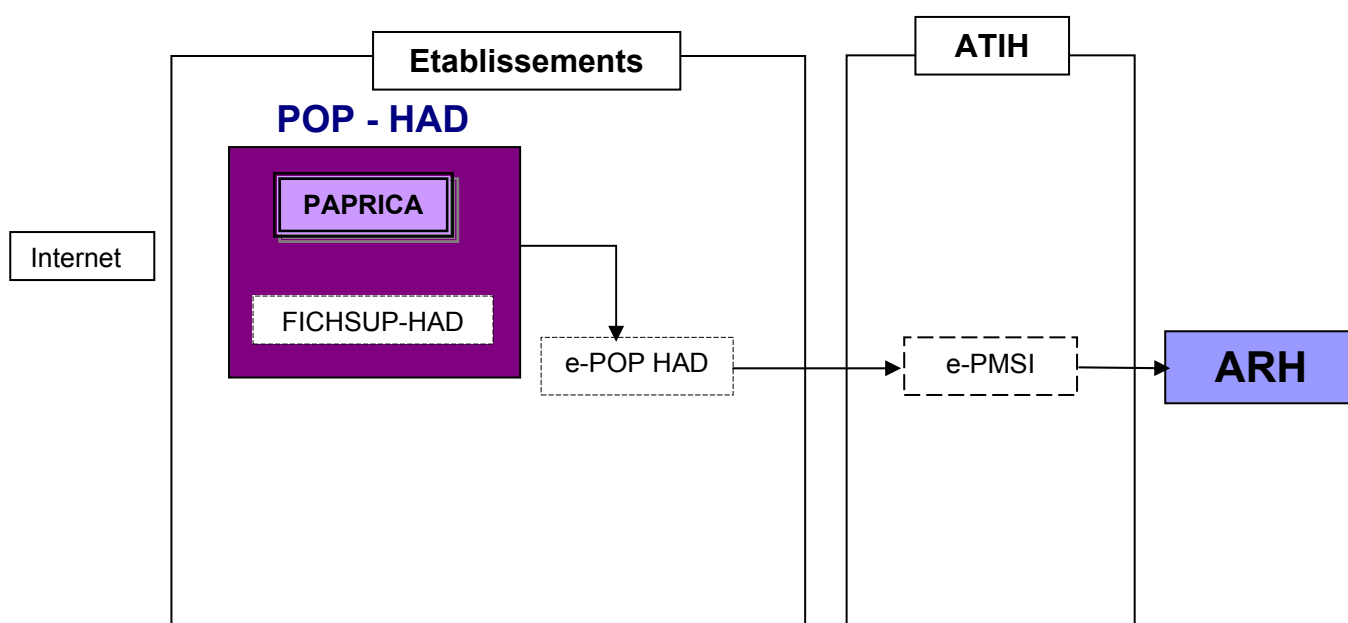 Etablissements
ATIH
POP - HAD
PAPRICA
Internet
FICHSUP-HAD
e-POP HAD
e-PMSI
ARH